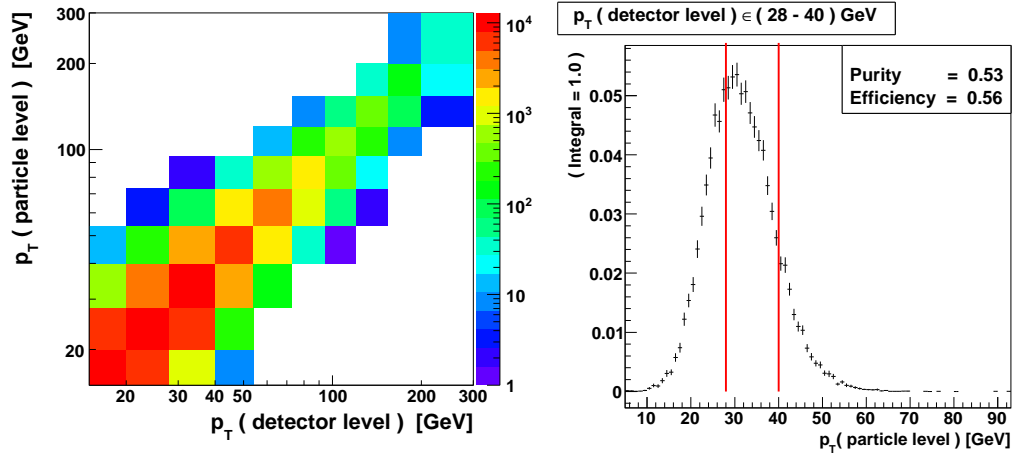 p_T ( detector level ) ∈ ( 28 - 40 ) GeV
p_T ( particle level ) [GeV]
300
200
100
20
20 30 40 50 100 200 300
p_T ( detector level ) [GeV]
10^4
10^3
10^2
10
1
( Integral = 1.0 )
0.05
0.04
0.03
0.02
0.01
0
Purity = 0.53
Efficiency = 0.56
10 20 30 40 50 60 70 80 90
p_T( particle level ) [GeV]